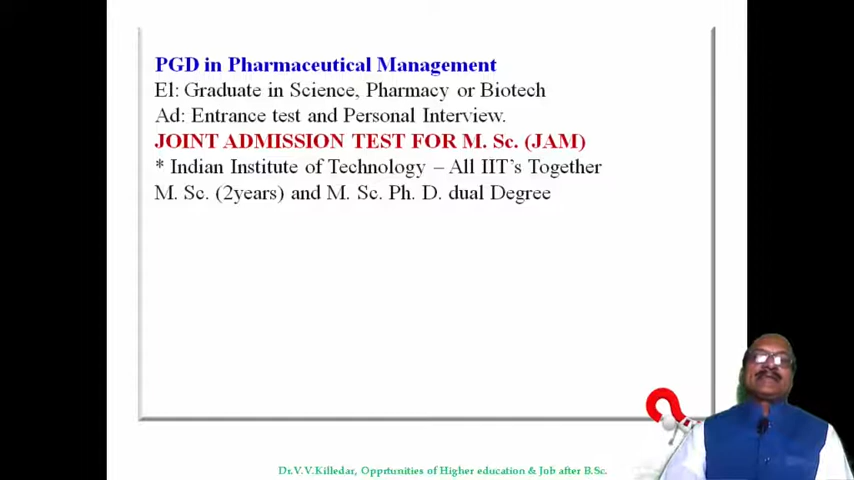 PGD in Pharmaceutical Management
El: Graduate in Science, Pharmacy or Biotech
Ad: Entrance test and Personal Interview.
JOINT ADMISSION TEST FOR M. Sc. (JAM)
* Indian Institute of Technology – All IIT's Together
M. Sc. (2years) and M. Sc. Ph. D. dual Degree
Dr.V.V.Killedar, Opprtunities of Higher education & Job after B.Sc.